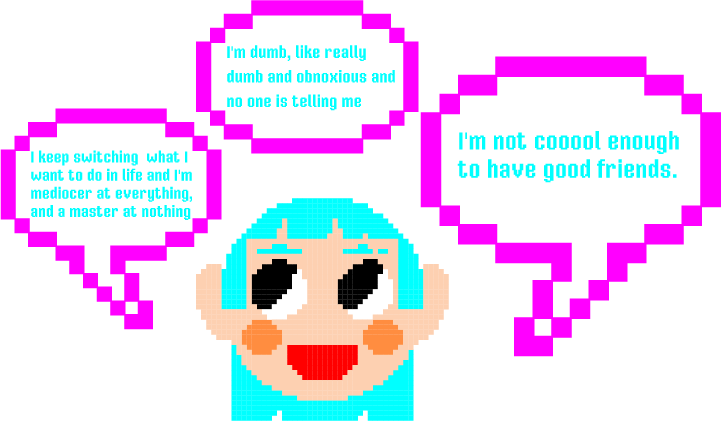 I'm dumb, like really
dumb and obnoxious and
no one is telling me
I keep switching what I
want to do in life and I'm
mediocer at everything,
and a master at nothing
I'm not cooool enough
to have good friends.